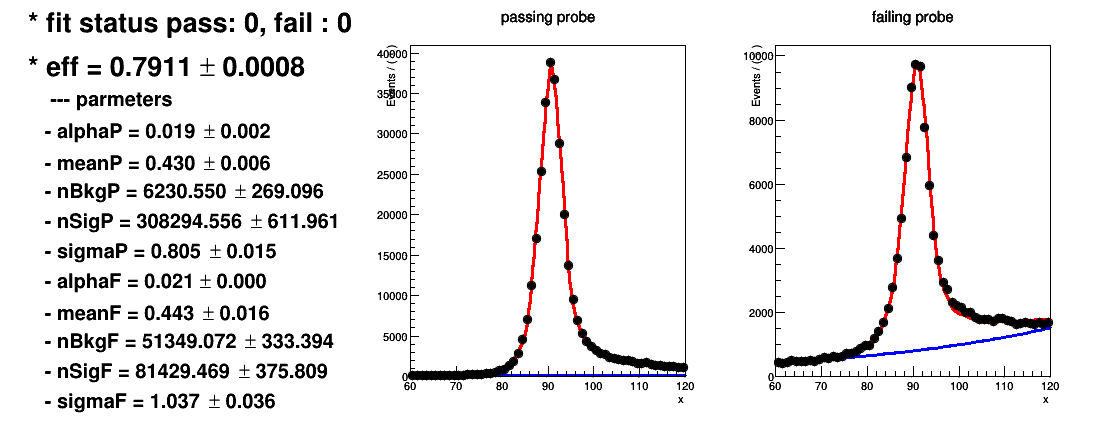 * fit status pass: 0, fail : 0
* eff = 0.7911 ± 0.0008
--- parmeters
- alphaP = 0.019 ± 0.002
- meanP = 0.430 ± 0.006
- nBkgP = 6230.550 ± 269.096
- nSigP = 308294.556 ± 611.961
- sigmaP = 0.805 ± 0.015
- alphaF = 0.021 ± 0.000
- meanF = 0.443 ± 0.016
- nBkgF = 51349.072 ± 333.394
- nSigF = 81429.469 ± 375.809
- sigmaF = 1.037 ± 0.036
passing probe
Events / ( )
40000
35000
30000
25000
20000
15000
10000
5000
0
60 70 80 90 100 110 120
x
failing probe
Events / ( )
10000
8000
6000
4000
2000
0
60 70 80 90 100 110 120
x